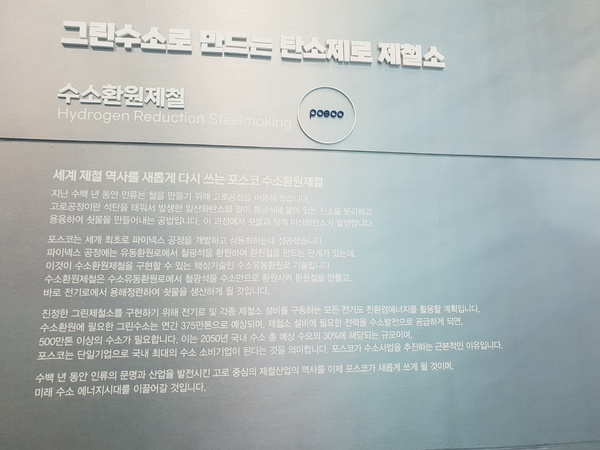 그린수소로 만드는 탄소제로 제철소
수소환원제철
Hydrogen Reduction Steelmaking
posco
세계 제철 역사를 새롭게 다시 쓰는 포스코 수소환원제철
지난 수백 년 동안 인류는 철을 만들기 위해 고로공정을 이용해 왔습니다.
고로공정이란 석탄을 태워서 발생한 일산화탄소와 열이 철광석에 붙어 있는 산소를 분리하고
용융하여 쇳물을 만들어내는 공법입니다. 이 과정에서 쇳물과 함께 이산화탄소가 발생합니다.
포스코는 세계 최초로 파이넥스 공정을 개발하고 상용화하는데 성공했습니다.
파이넥스 공정에는 유동환원로에서 철광석을 환원하여 환원철을 만드는 단계가 있는데,
이것이 수소환원제철을 구현할 수 있는 핵심기술인 수소유동환원로 기술입니다.
수소환원제철은 수소유동환원로에서 철광석을 수소만으로 환원시켜 환원철을 만들고,
바로 전기로에서 용해정련하여 쇳물을 생산하게 될 것입니다.
진정한 그린제철소를 구현하기 위해 전기로 및 각종 제철소 설비를 구동하는 모든 전기도 친환경에너지를 활용할 계획입니다.
수소환원에 필요한 그린수소는 연간 375만톤으로 예상되며, 제철소 설비에 필요한 전력을 수소발전으로 공급하게 되면,
500만톤 이상의 수소가 필요합니다. 이는 2050년 국내 수소 총 예상 수요의 30%에 해당되는 규모이며,
포스코는 단일기업으로 국내 최대의 수소 소비기업이 된다는 것을 의미합니다. 포스코가 수소사업을 추진하는 근본적인 이유입니다.
수백 년 동안 인류의 문명과 산업을 발전시킨 고로 중심의 제철산업의 역사를 이제 포스코가 새롭게 쓰게 될 것이며,
미래 수소 에너지시대를 이끌어갈 것입니다.